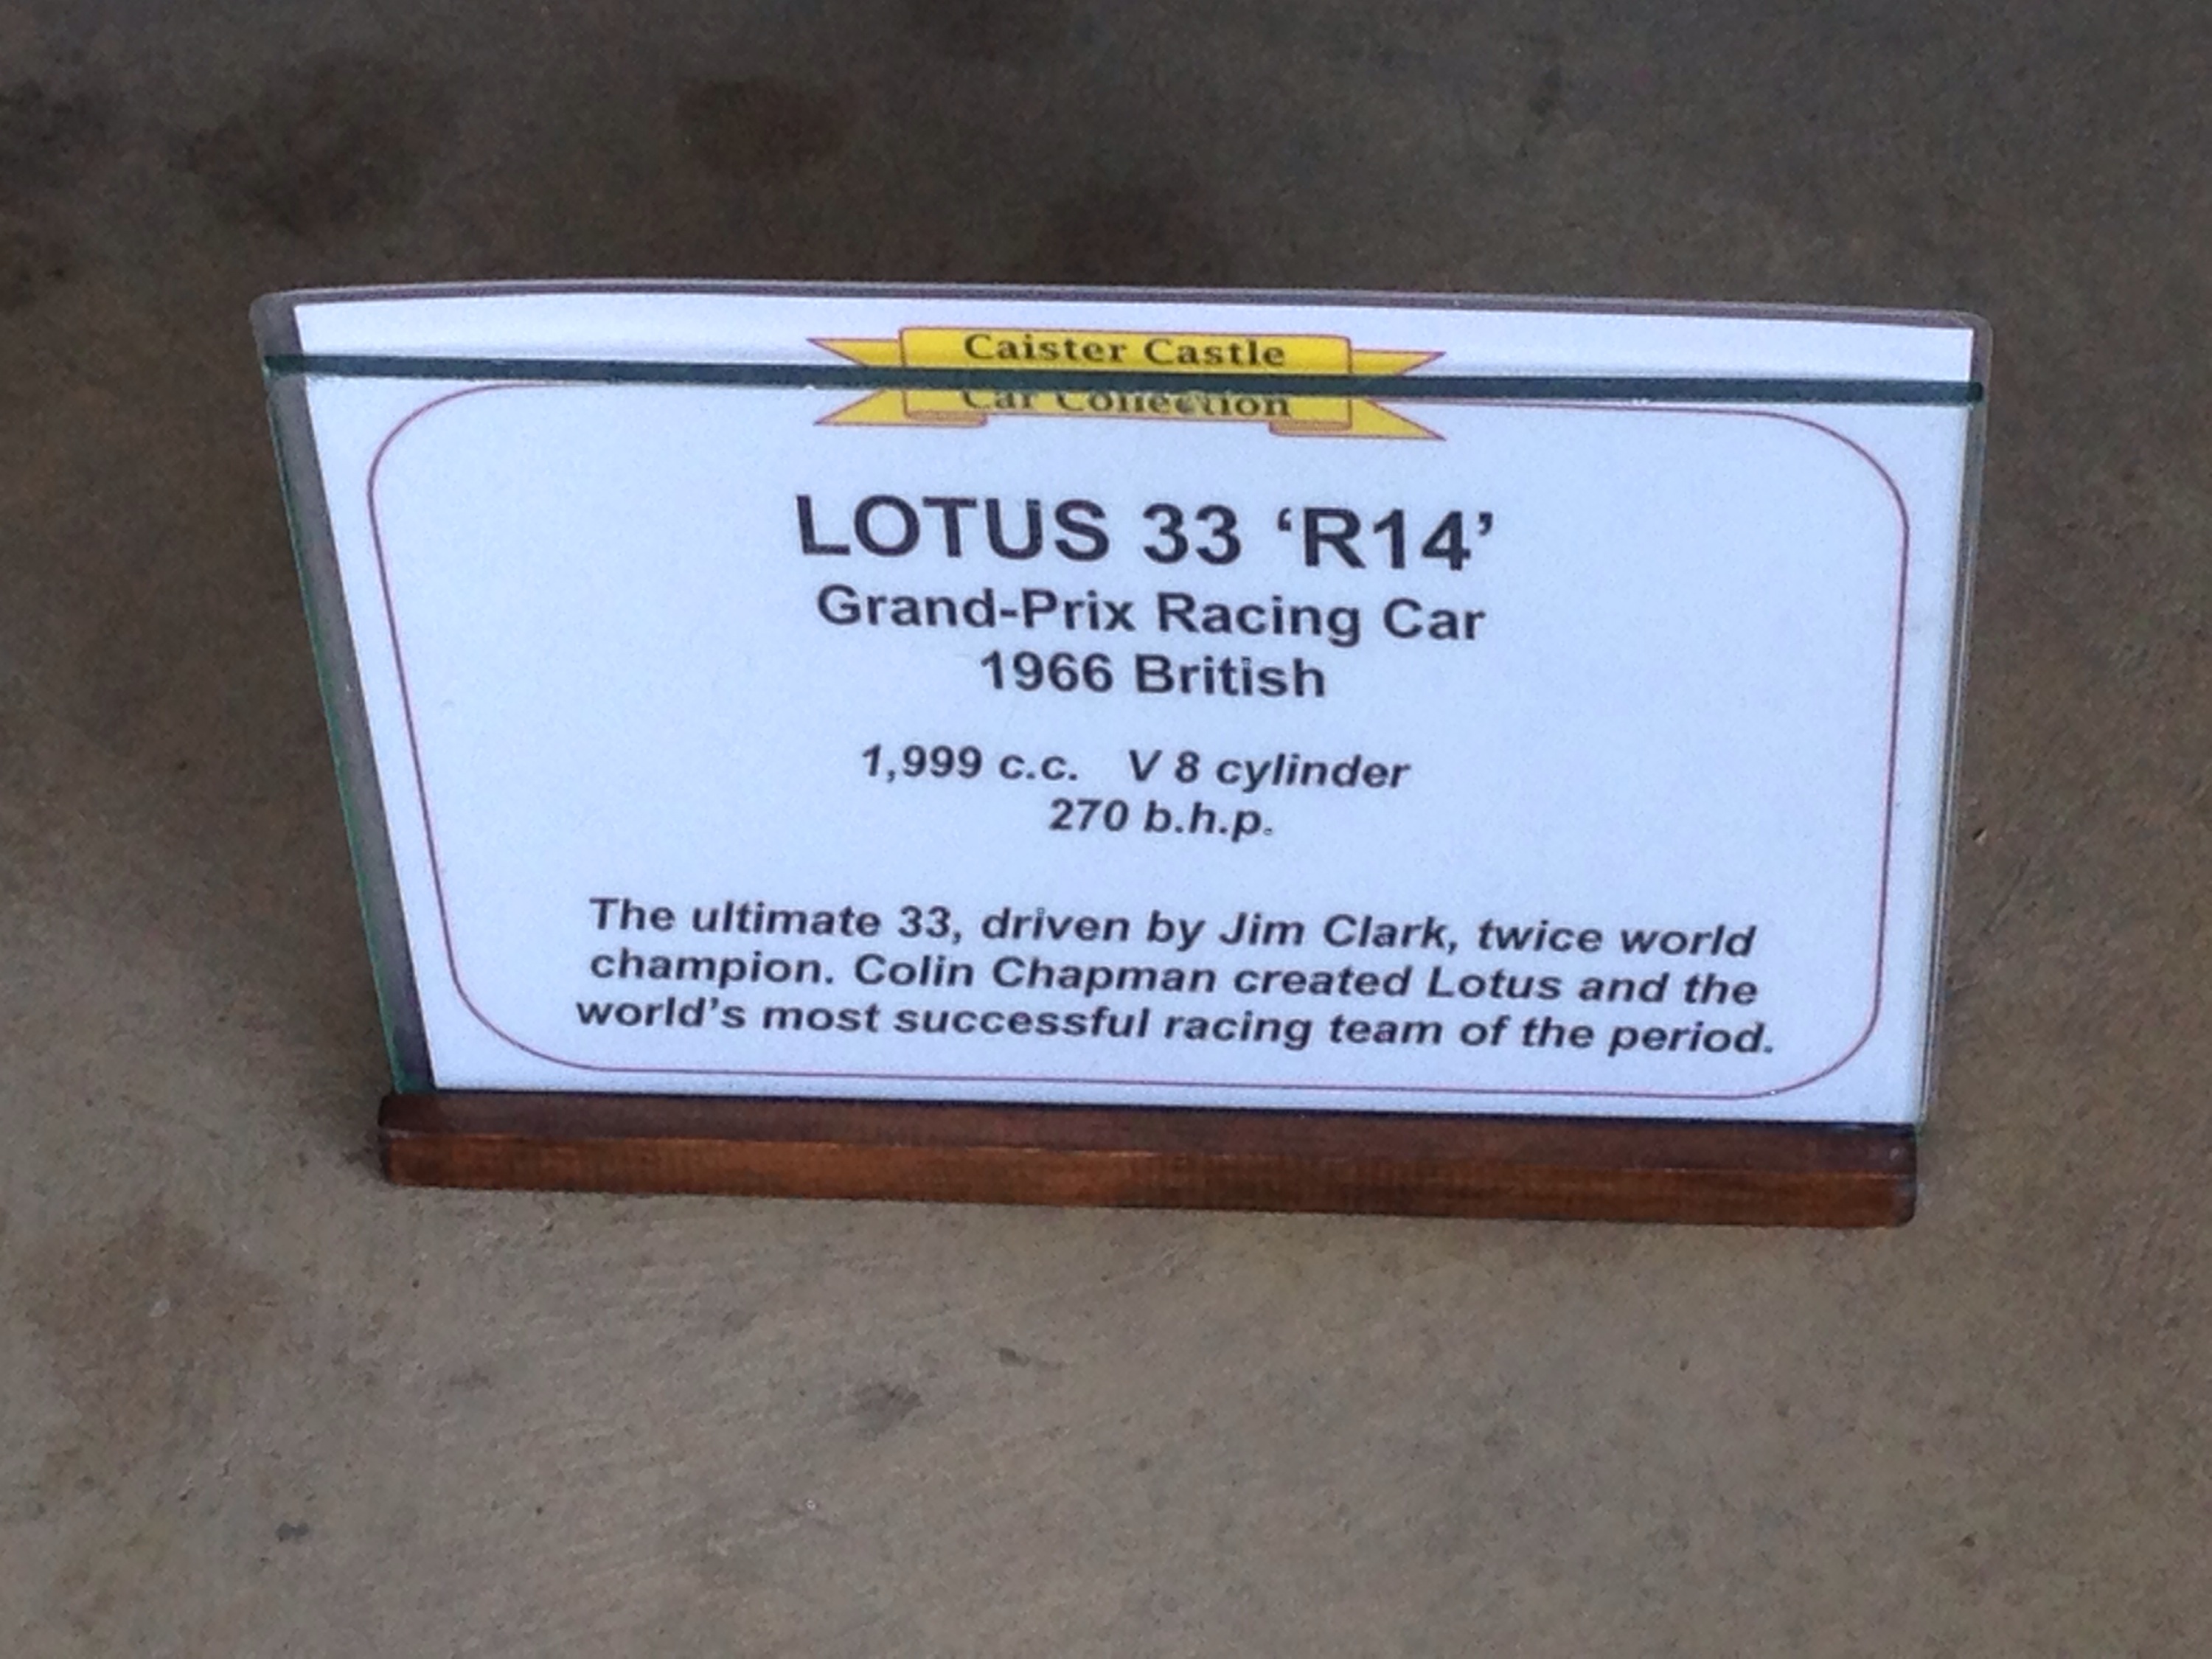 Caister Castle
Car Collection
LOTUS 33 ‘R14’
Grand-Prix Racing Car
1966 British
1,999 c.c. V 8 cylinder
270 b.h.p.
The ultimate 33, driven by Jim Clark, twice world
champion. Colin Chapman created Lotus and the
world’s most successful racing team of the period.